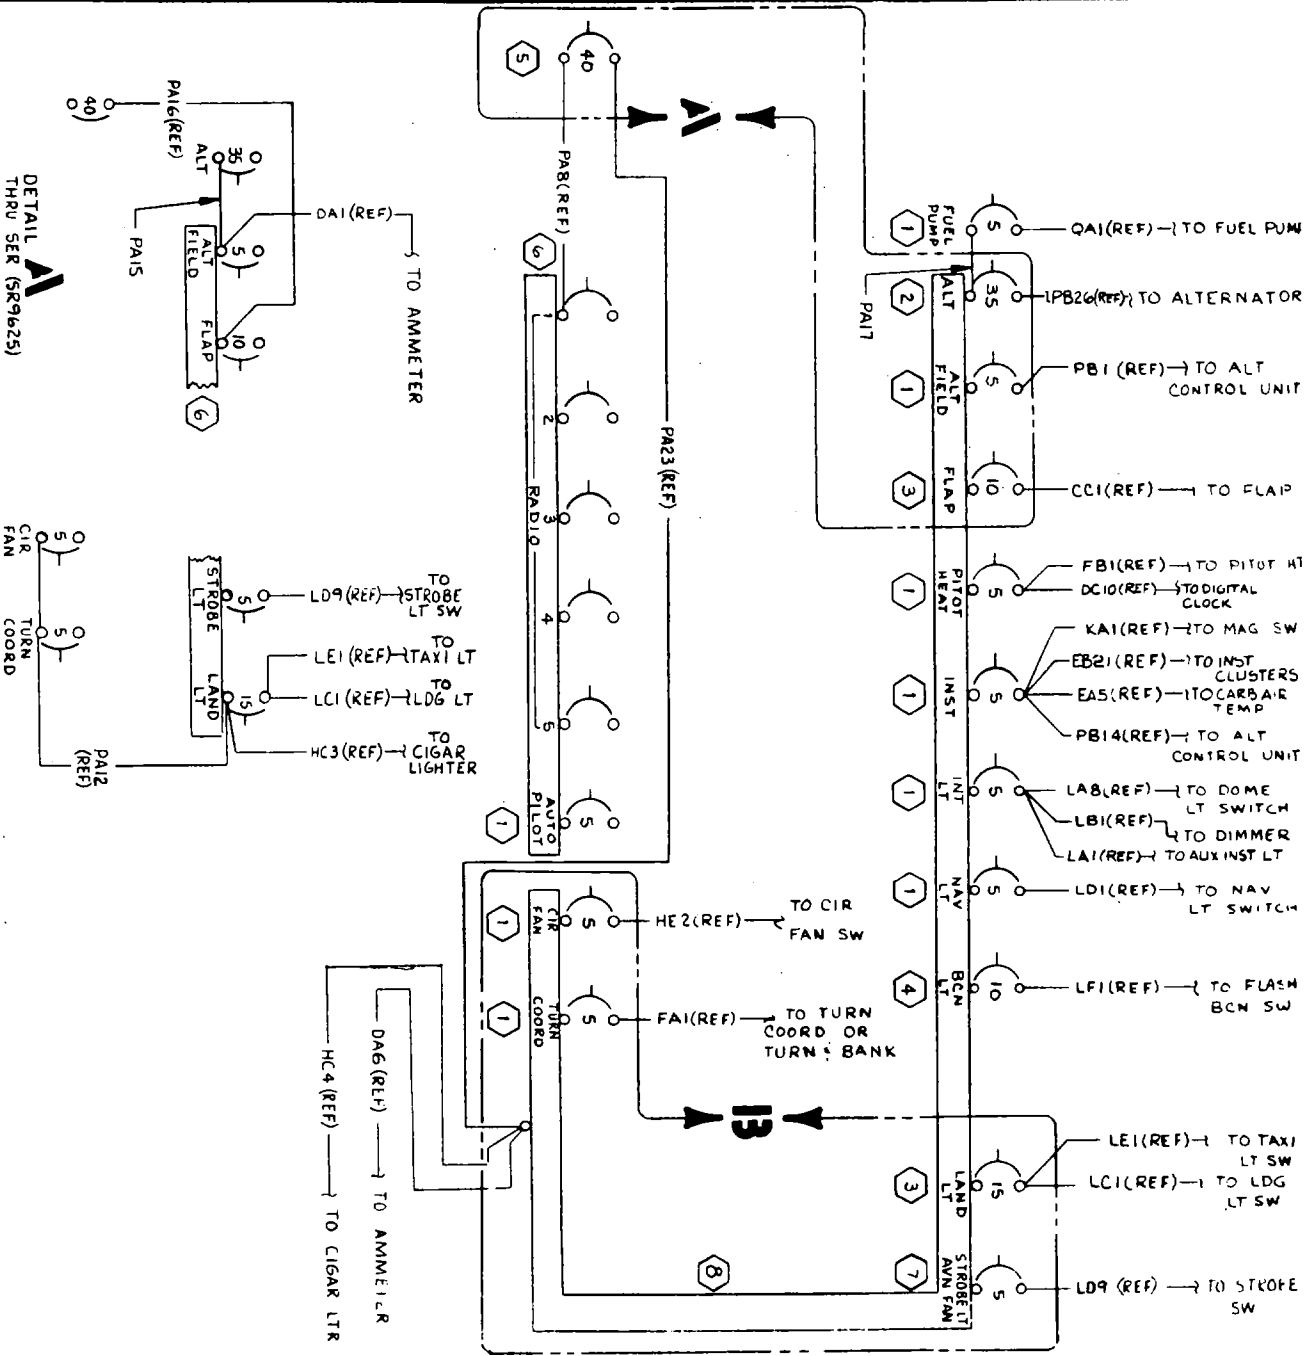 5
40
A
PA8(REF)
PA23(REF)
FUEL
PUMP
5
1
QA1(REF)
TO FUEL PUMP
PA17
ALT
35
2
PB26(REF)
TO ALTERNATOR
ALT
FIELD
5
1
PB1 (REF)
TO ALT
CONTROL UNIT
FLAP
10
3
CC1(REF)
TO FLAP
PITOT
HEAT
5
1
FB1(REF)
TO PITOT HT
DC10(REF)
TO DIGITAL
CLOCK
INST
5
1
KA1(REF)
TO MAG SW
EB21(REF)
TO INST
CLUSTERS
EA5(REF)
TO CARB AIR
TEMP
PB14(REF)
TO ALT
CONTROL UNIT
INT
LT
5
1
LA8(REF)
TO DOME
LT SWITCH
LB1(REF)
TO DIMMER
LA1(REF)
TO AUX INST LT
NAV
LT
5
1
LD1(REF)
TO NAV
LT SWITCH
BCN
LT
10
4
LF1(REF)
TO FLASH
BCN SW
LAND
LT
15
3
LE1(REF)
TO TAXI
LT SW
LC1(REF)
TO LDG
LT SW
STROBE LT
AVN FAN
5
7
LD9 (REF)
TO STROBE
SW
8
B
6
1
2
RADIO
3
4
5
AUTO
PILOT
5
1
CIR
FAN
5
1
HE2(REF)
TO CIR
FAN SW
TURN
COORD
5
1
FA1(REF)
TO TURN
COORD OR
TURN & BANK
DA6(REF)
TO AMMETER
HC4(REF)
TO CIGAR LTR
40
PA16(REF)
ALT
35
PA15
ALT
FIELD
5
DA1(REF)
TO AMMETER
FLAP
10
6
DETAIL A
THRU SER (SR9625)
STROBE
LT
5
LD9(REF)
TO
STROBE
LT SW
LAND
LT
15
LE1(REF)
TO
TAXI LT
LC1(REF)
TO
LDG LT
HC3(REF)
TO
CIGAR
LIGHTER
CIR
FAN
5
TURN
COORD
5
PA12
(REF)